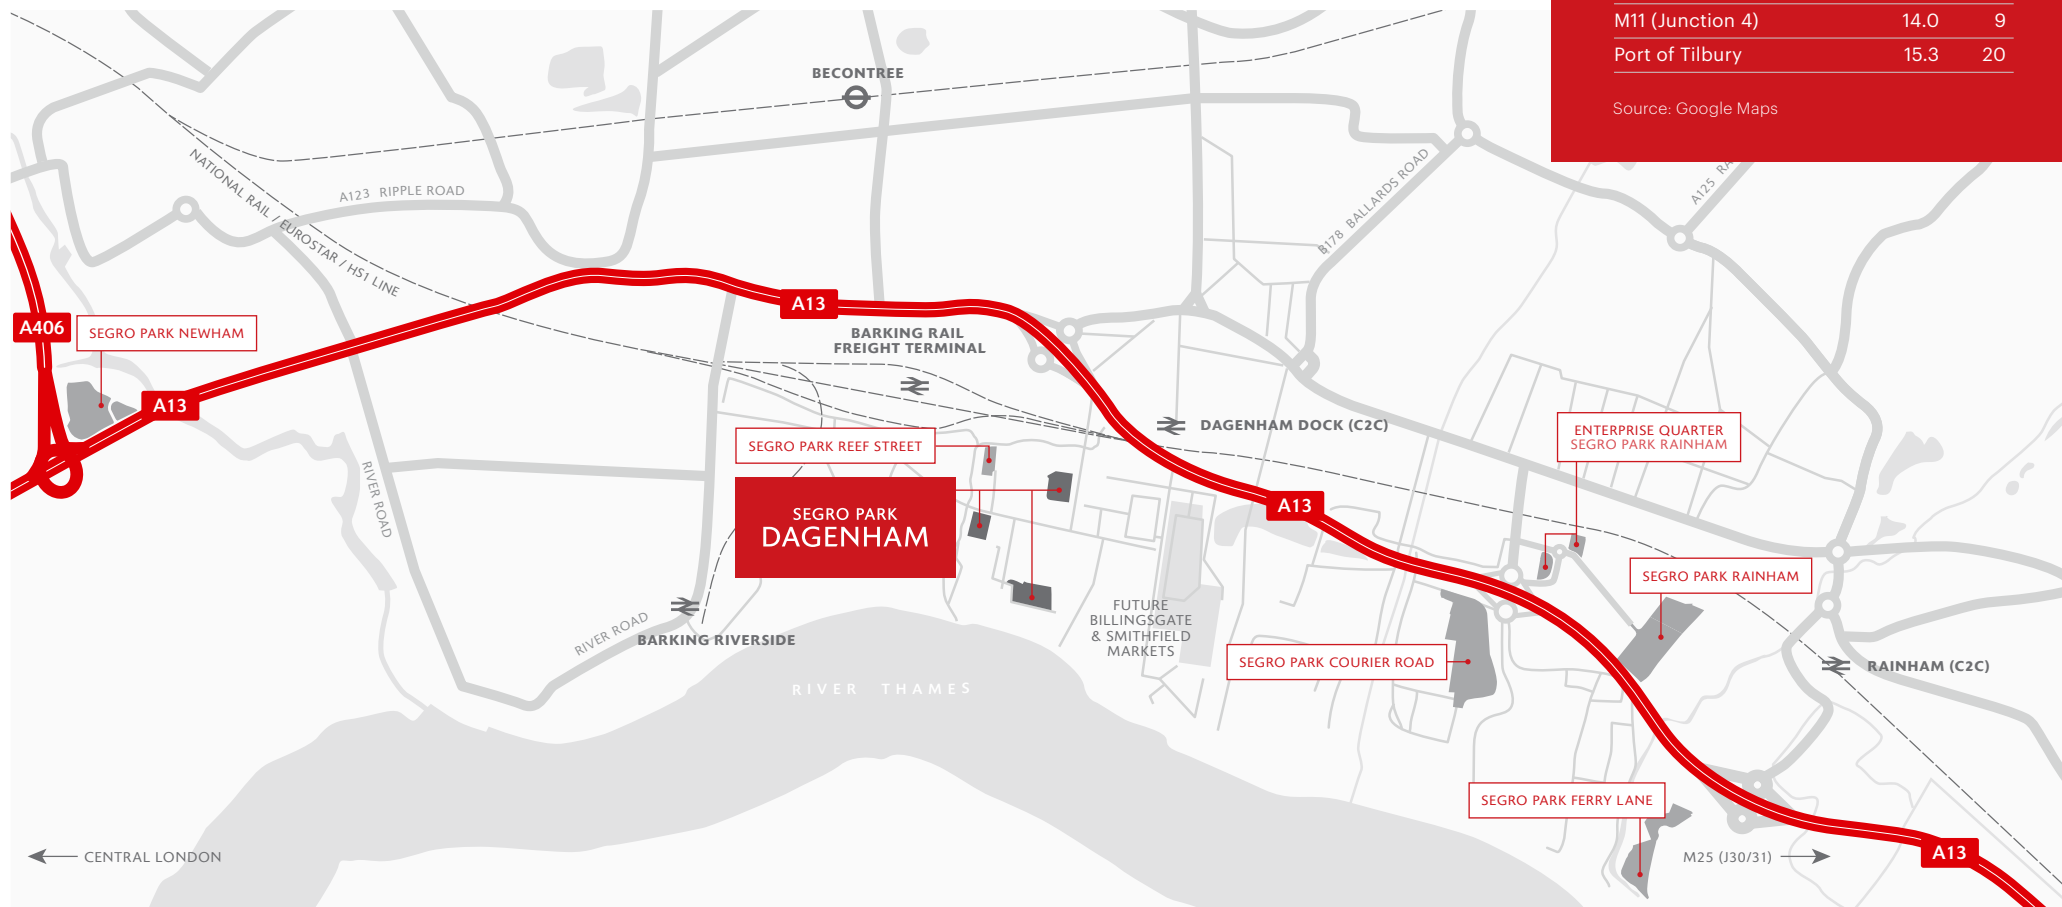 M11 (Junction 4) 14.0 9
Port of Tilbury 15.3 20
Source: Google Maps
BECONTREE
NATIONAL RAIL / EUROSTAR / HS1 LINE
A123 RIPPLE ROAD
B178 BALLARDS ROAD
A125
A13
A406
SEGRO PARK NEWHAM
BARKING RAIL
FREIGHT TERMINAL
A13
DAGENHAM DOCK (C2C)
ENTERPRISE QUARTER
SEGRO PARK RAINHAM
SEGRO PARK REEF STREET
RIVER ROAD
A13
SEGRO PARK
DAGENHAM
SEGRO PARK RAINHAM
FUTURE
BILLINGSGATE
& SMITHFIELD
MARKETS
RIVER ROAD
BARKING RIVERSIDE
SEGRO PARK COURIER ROAD
RAINHAM (C2C)
RIVER THAMES
SEGRO PARK FERRY LANE
CENTRAL LONDON
M25 (J30/31)
A13